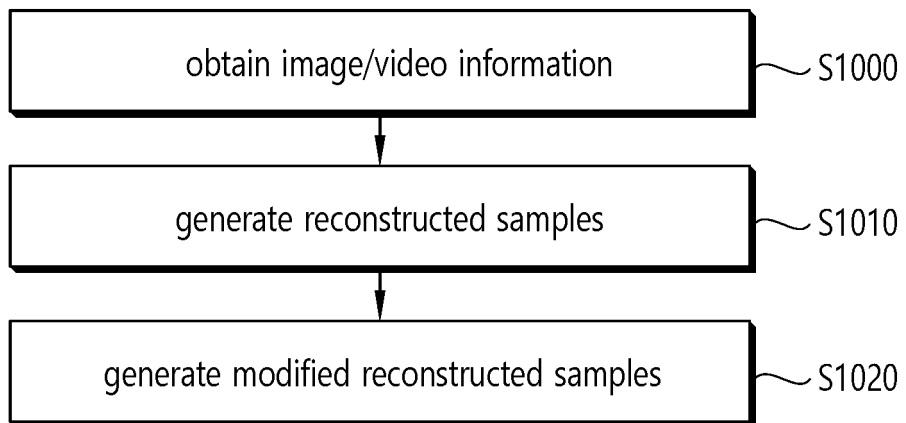 obtain image/video information
S1000
generate reconstructed samples
S1010
generate modified reconstructed samples
S1020